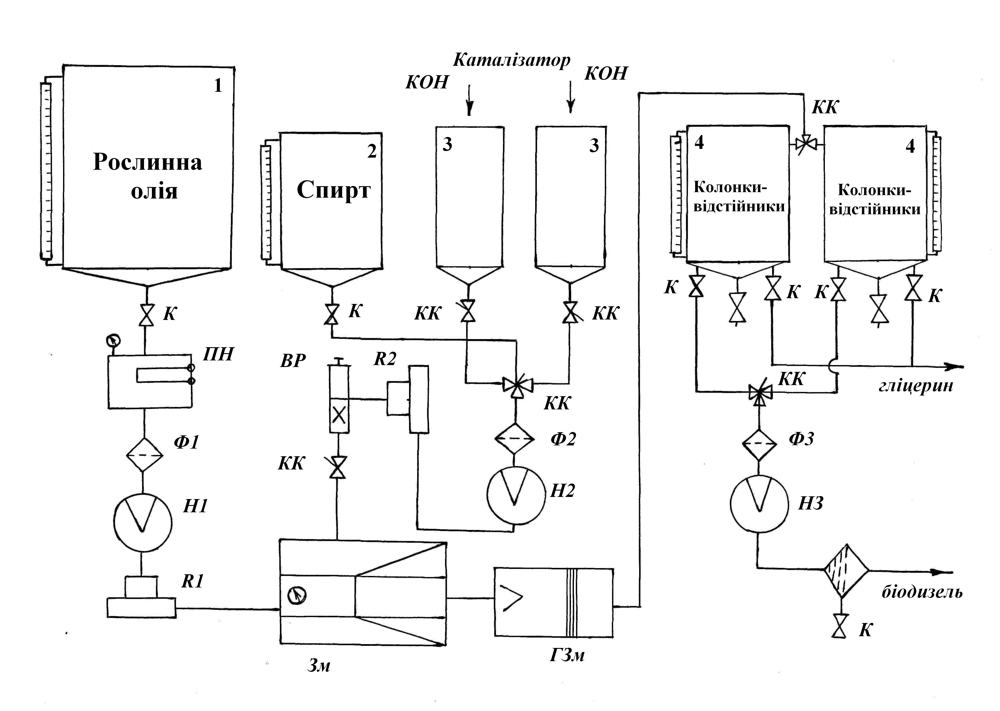 Каталізатор
КОН
КОН
1
Рослинна
олія
2
Спирт
3
3
КК
4
Колонки-
відстійники
4
Колонки-
відстійники
К
К
КК
КК
К
К
К
К
ПН
ВР
R2
КК
КК
гліцерин
Ф1
КК
Ф2
Ф3
Н1
Н2
Н3
R1
біодизель
К
Зм
ГЗм